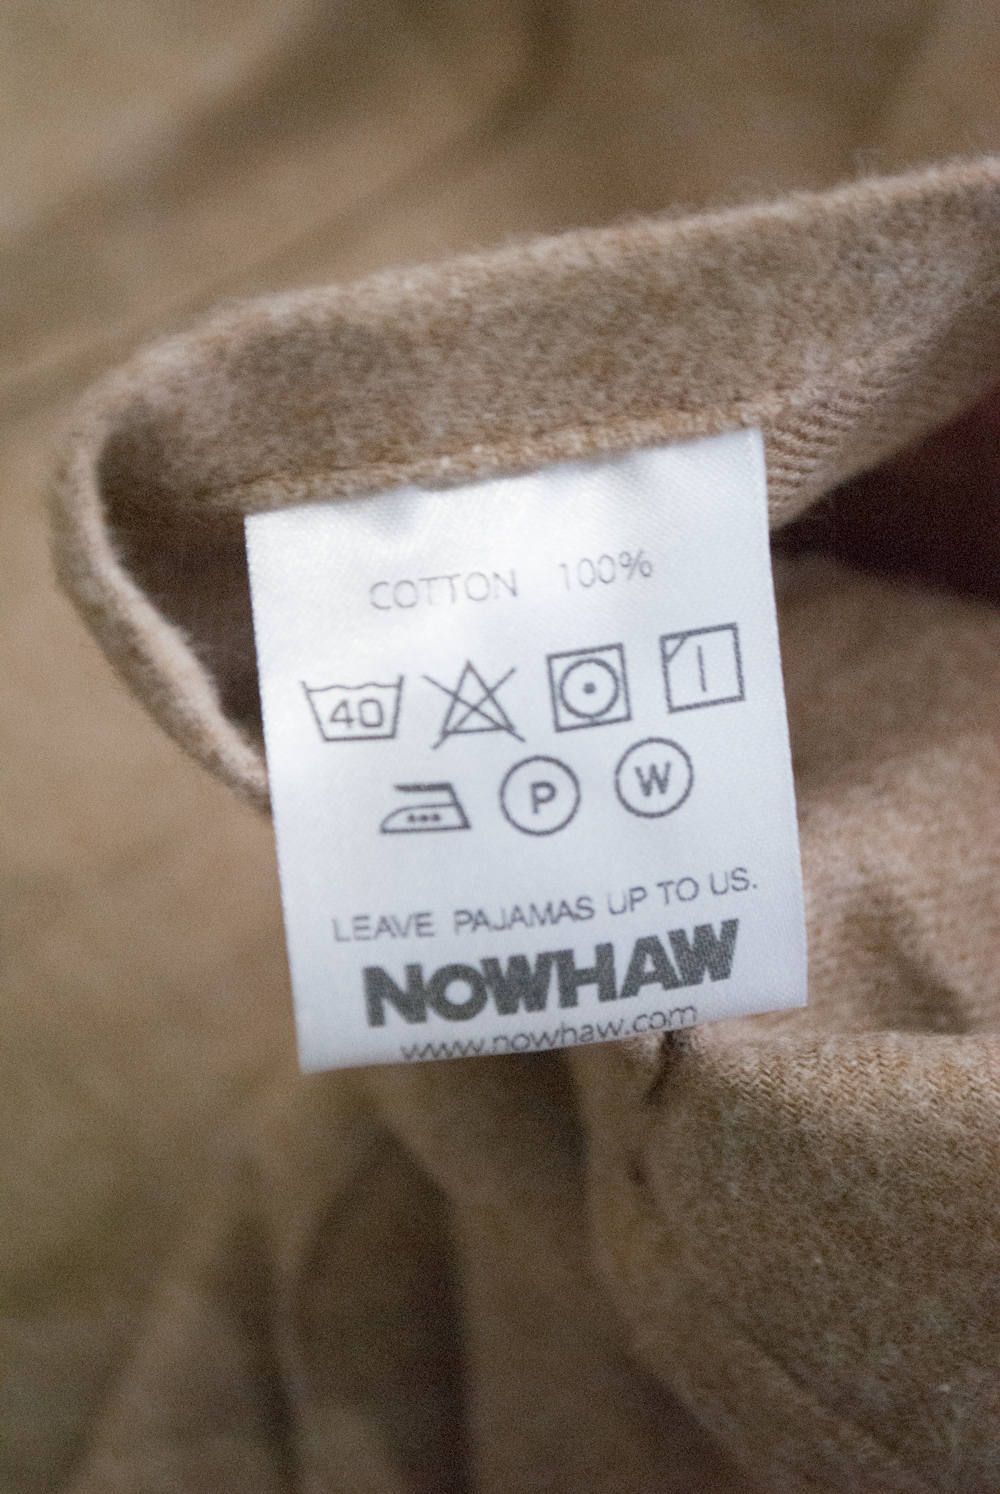 COTTON 100%
40
P W
LEAVE PAJAMAS UP TO US.
NOWHAW
www.nowhaw.com